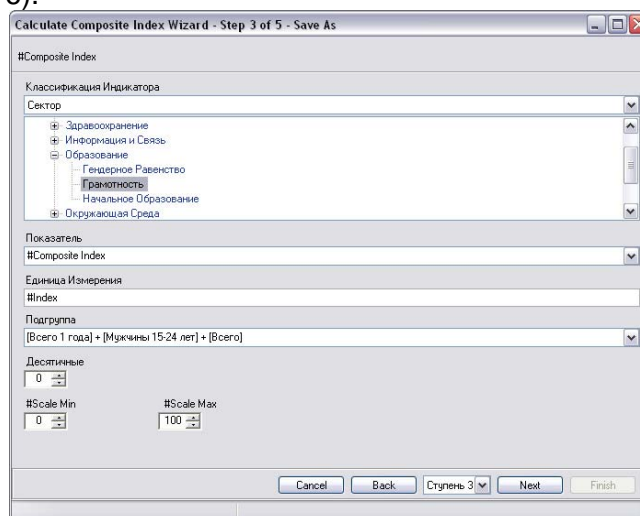 3).
Calculate Composite Index Wizard - Step 3 of 5 - Save As
#Composite Index
Классификация Индикатора
Сектор
Здравоохранение
Информация и Связь
Образование
Гендерное Равенство
Грамотность
Начальное Образование
Окружающая Среда
Показатель
#Composite Index
Единица Измерения
#Index
Подгруппа
[Всего 1 года] + [Мужчины 15-24 лет] + [Всего]
Десятичные
0
#Scale Min #Scale Max
0 100
Cancel Back Ступень 3 Next Finish